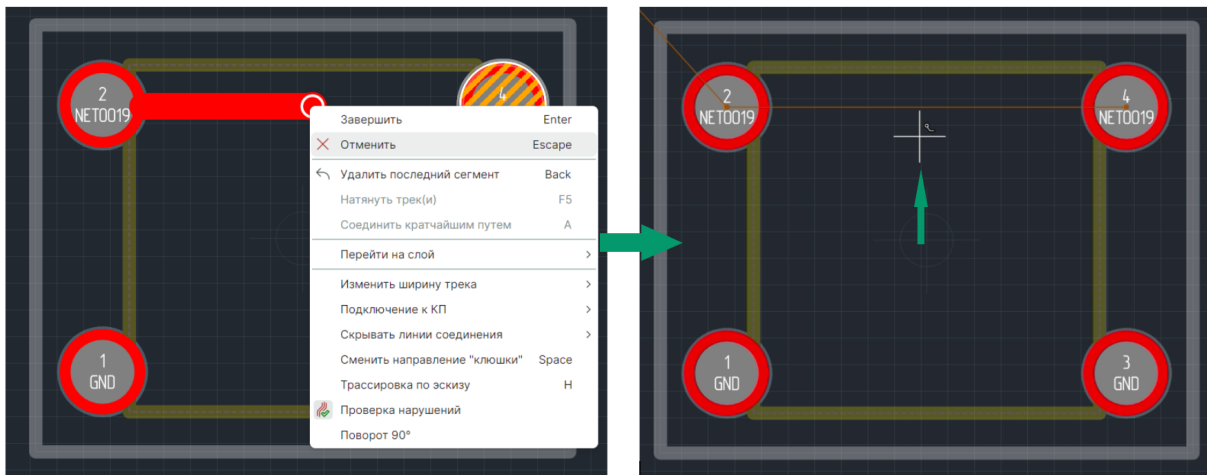 2
NET0019
4
Завершить Enter
Отменить Escape
Удалить последний сегмент Back
Натянуть трек(и) F5
Соединить кратчайшим путем A
Перейти на слой
Изменить ширину трека
Подключение к КП
Скрывать линии соединения
Сменить направление "клюшки" Space
Трассировка по эскизу H
Проверка нарушений
Поворот 90°
1
GND
2
NET0019
4
NET0019
1
GND
3
GND